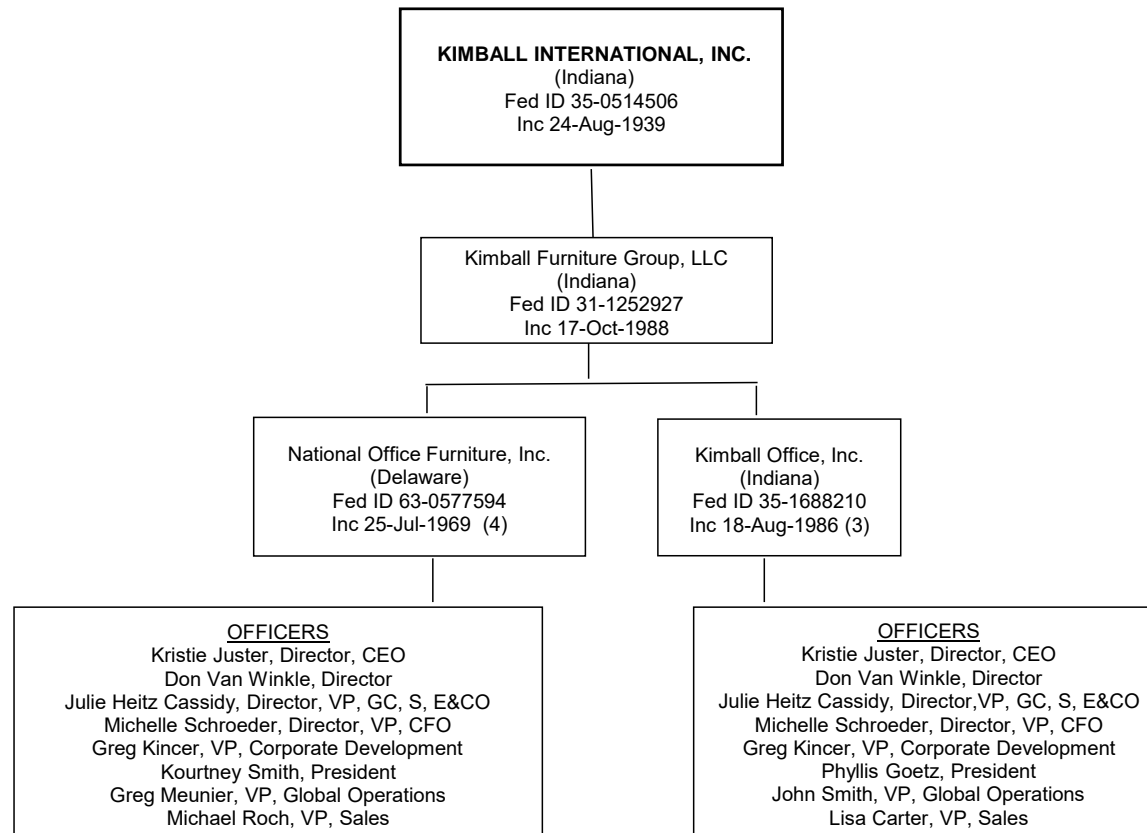 KIMBALL INTERNATIONAL, INC.
(Indiana)
Fed ID 35-0514506
Inc 24-Aug-1939
Kimball Furniture Group, LLC
(Indiana)
Fed ID 31-1252927
Inc 17-Oct-1988
National Office Furniture, Inc.
(Delaware)
Fed ID 63-0577594
Inc 25-Jul-1969 (4)
Kimball Office, Inc.
(Indiana)
Fed ID 35-1688210
Inc 18-Aug-1986 (3)
OFFICERS
Kristie Juster, Director, CEO
Don Van Winkle, Director
Julie Heitz Cassidy, Director, VP, GC, S, E&CO
Michelle Schroeder, Director, VP, CFO
Greg Kincer, VP, Corporate Development
Kourtney Smith, President
Greg Meunier, VP, Global Operations
Michael Roch, VP, Sales
OFFICERS
Kristie Juster, Director, CEO
Don Van Winkle, Director
Julie Heitz Cassidy, Director,VP, GC, S, E&CO
Michelle Schroeder, Director, VP, CFO
Greg Kincer, VP, Corporate Development
Phyllis Goetz, President
John Smith, VP, Global Operations
Lisa Carter, VP, Sales